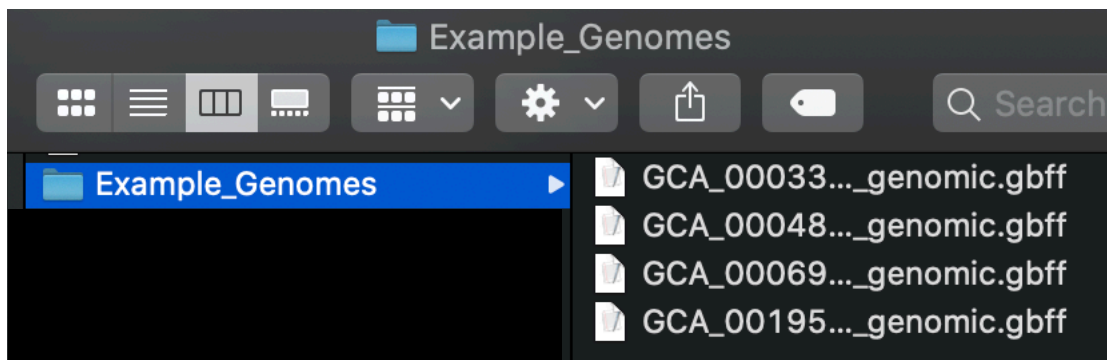 Example_Genomes
Search
Example_Genomes
GCA_00033..._genomic.gbff
GCA_00048..._genomic.gbff
GCA_00069..._genomic.gbff
GCA_00195..._genomic.gbff